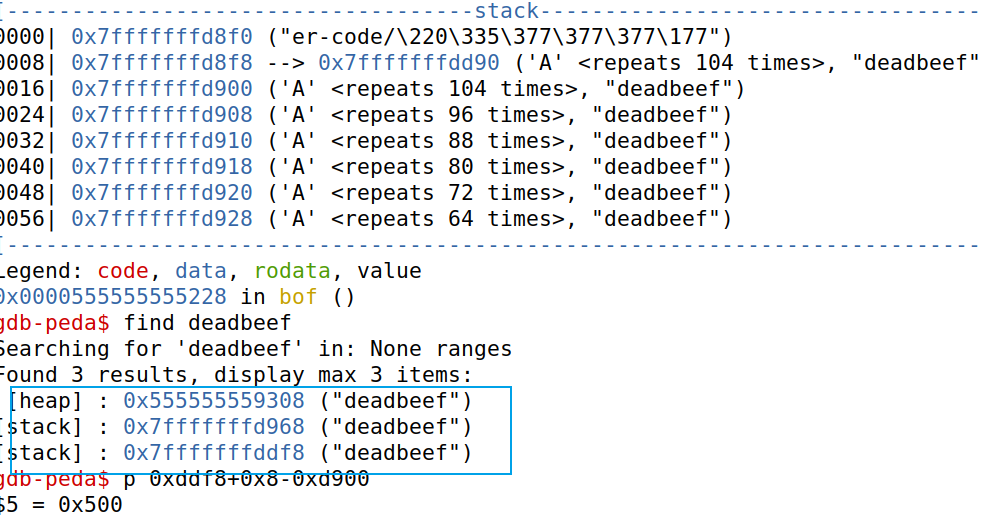 [------------------------------------stack-----------------------------------
0000| 0x7fffffffd8f0 ("er-code/\220\335\377\377\377\177")
0008| 0x7fffffffd8f8 --> 0x7fffffffdd90 ('A' <repeats 104 times>, "deadbeef"
0016| 0x7fffffffd900 ('A' <repeats 104 times>, "deadbeef")
0024| 0x7fffffffd908 ('A' <repeats 96 times>, "deadbeef")
0032| 0x7fffffffd910 ('A' <repeats 88 times>, "deadbeef")
0040| 0x7fffffffd918 ('A' <repeats 80 times>, "deadbeef")
0048| 0x7fffffffd920 ('A' <repeats 72 times>, "deadbeef")
0056| 0x7fffffffd928 ('A' <repeats 64 times>, "deadbeef")
[----------------------------------------------------------------------------
Legend: code, data, rodata, value
0x0000555555555228 in bof ()
gdb-peda$ find deadbeef
Searching for 'deadbeef' in: None ranges
Found 3 results, display max 3 items:
[heap] : 0x555555559308 ("deadbeef")
[stack] : 0x7fffffffd968 ("deadbeef")
[stack] : 0x7fffffffddf8 ("deadbeef")
gdb-peda$ p 0xddf8+0x8-0xd900
$5 = 0x500